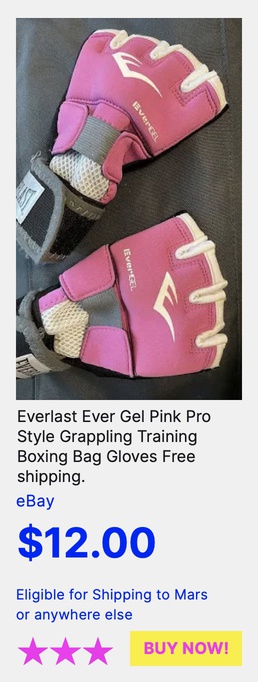 EverGEL
EverGEL
Everlast Ever Gel Pink Pro
Style Grappling Training
Boxing Bag Gloves Free
shipping.
eBay
$12.00
Eligible for Shipping to Mars
or anywhere else
BUY NOW!